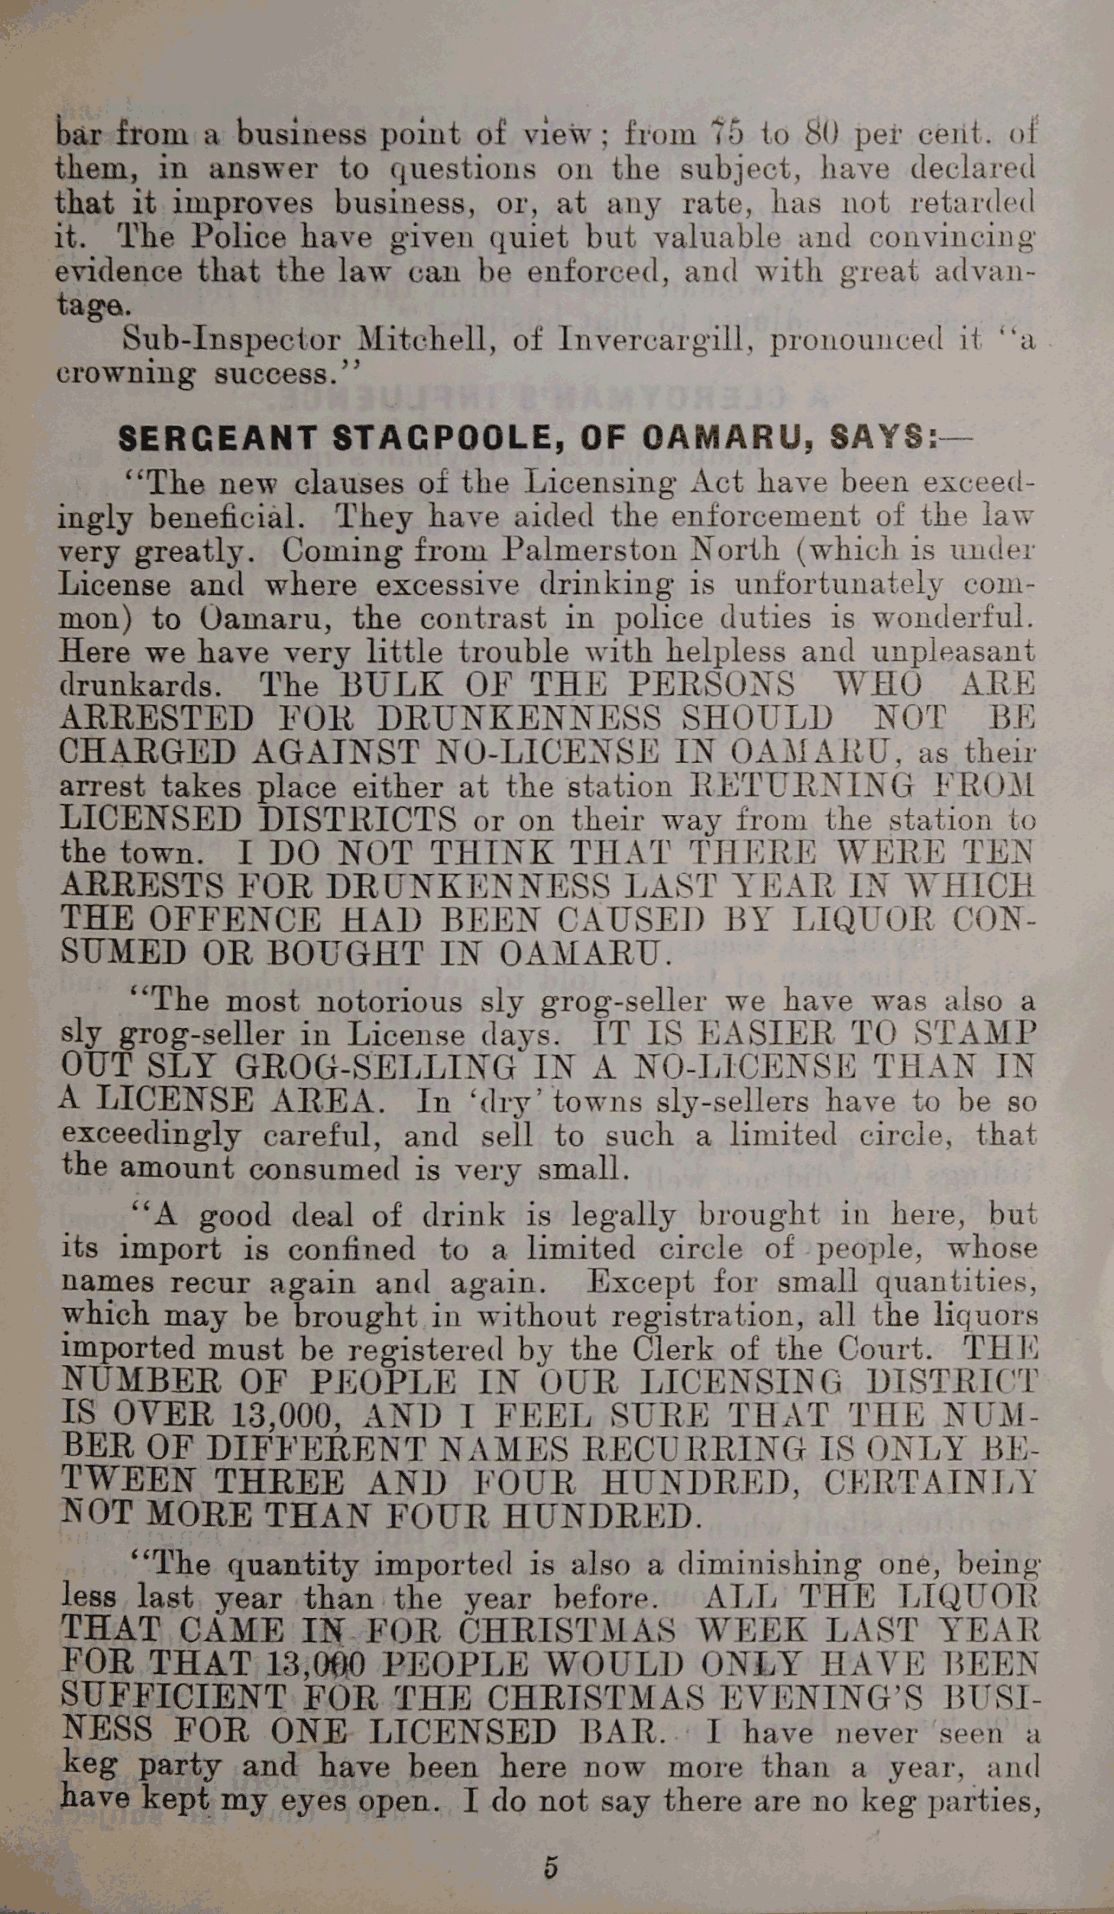 bar from a business point of view; from 75 to 80 per cent. of
them, in answer to questions on the subject, have declared
that it improves business, or, at any rate, has not retarded
it. The Police have given quiet but valuable and convincing
evidence that the law can be enforced, and with great advan-
tage.
Sub-Inspector Mitchell, of Invercargill, pronounced it "a
crowning success."
SERGEANT STAGPOOLE, OF OAMARU, SAYS:—
"The new clauses of the Licensing Act have been exceed-
ingly beneficial. They have aided the enforcement of the law
very greatly. Coming from Palmerston North (which is under
License and where excessive drinking is unfortunately com-
mon) to Oamaru, the contrast in police duties is wonderful.
Here we have very little trouble with helpless and unpleasant
drunkards. The BULK OF THE PERSONS WHO ARE
ARRESTED FOR DRUNKENNESS SHOULD NOT BE
CHARGED AGAINST NO-LICENSE IN OAMARU, as their
arrest takes place either at the station RETURNING FROM
LICENSED DISTRICTS or on their way from the station to
the town. I DO NOT THINK THAT THERE WERE TEN
ARRESTS FOR DRUNKENNESS LAST YEAR IN WHICH
THE OFFENCE HAD BEEN CAUSED BY LIQUOR CON-
SUMED OR BOUGHT IN OAMARU.
"The most notorious sly grog-seller we have was also a
sly grog-seller in License days. IT IS EASIER TO STAMP
OUT SLY GROG-SELLING IN A NO-LICENSE THAN IN
A LICENSE AREA. In 'dry' towns sly-sellers have to be so
exceedingly careful, and sell to such a limited circle, that
the amount consumed is very small.
"A good deal of drink is legally brought in here, but
its import is confined to a limited circle of people, whose
names recur again and again. Except for small quantities,
which may be brought in without registration, all the liquors
imported must be registered by the Clerk of the Court. THE
NUMBER OF PEOPLE IN OUR LICENSING DISTRICT
IS OVER 13,000, AND I FEEL SURE THAT THE NUM-
BER OF DIFFERENT NAMES RECURRING IS ONLY BE-
TWEEN THREE AND FOUR HUNDRED, CERTAINLY
NOT MORE THAN FOUR HUNDRED.
"The quantity imported is also a diminishing one, being
less last year than the year before. ALL THE LIQUOR
THAT CAME IN FOR CHRISTMAS WEEK LAST YEAR
FOR THAT 13,000 PEOPLE WOULD ONLY HAVE BEEN
SUFFICIENT FOR THE CHRISTMAS EVENING'S BUSI-
NESS FOR ONE LICENSED BAR. I have never seen a
keg party and have been here now more than a year, and
have kept my eyes open. I do not say there are no keg parties,
5